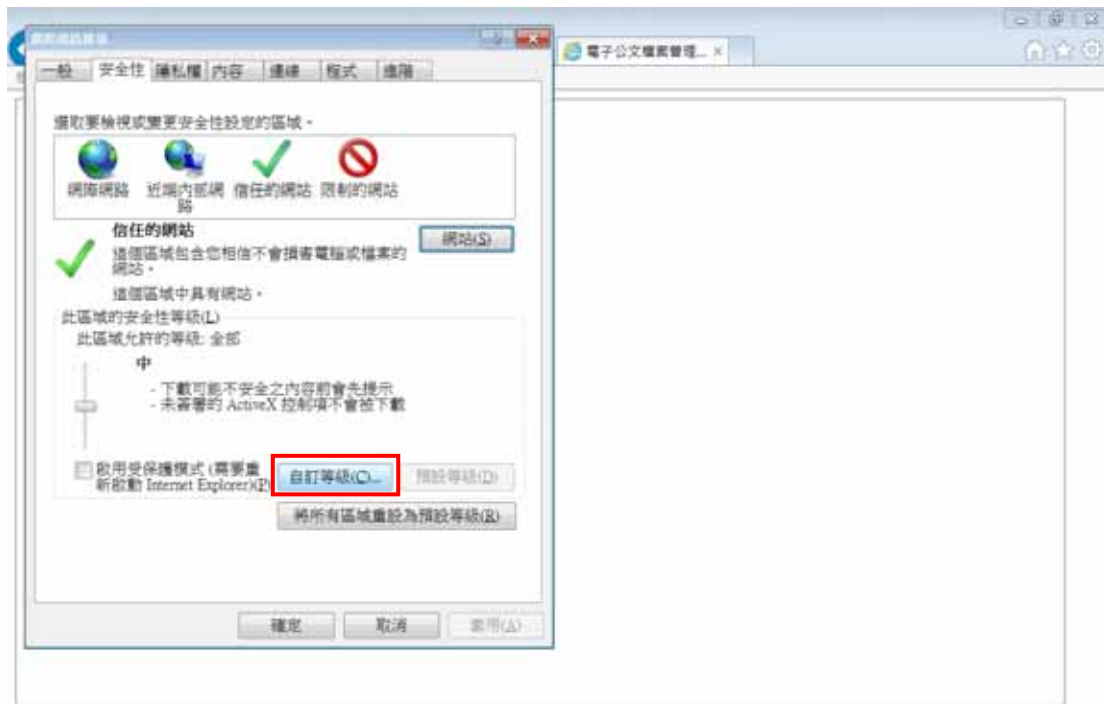 電子公文檔案管理... ×
一般 安全性 隱私權 內容 連線 程式 進階
選取要檢視或變更安全性設定的區域。
網際網路 近端內部網路 信任的網站 限制的網站
信任的網站
網站(S)
這個區域包含您相信不會損害電腦或檔案的
網站。
這個區域中具有網站。
此區域的安全性等級(L)
此區域允許的等級: 全部
中
- 下載可能不安全之內容前會先提示
- 未簽署的 ActiveX 控制項不會被下載
啟用受保護模式 (需要重
新啟動 Internet Explorer)(P)
自訂等級(C)... 預設等級(D)
將所有區域重設為預設等級(R)
確定 取消 套用(A)